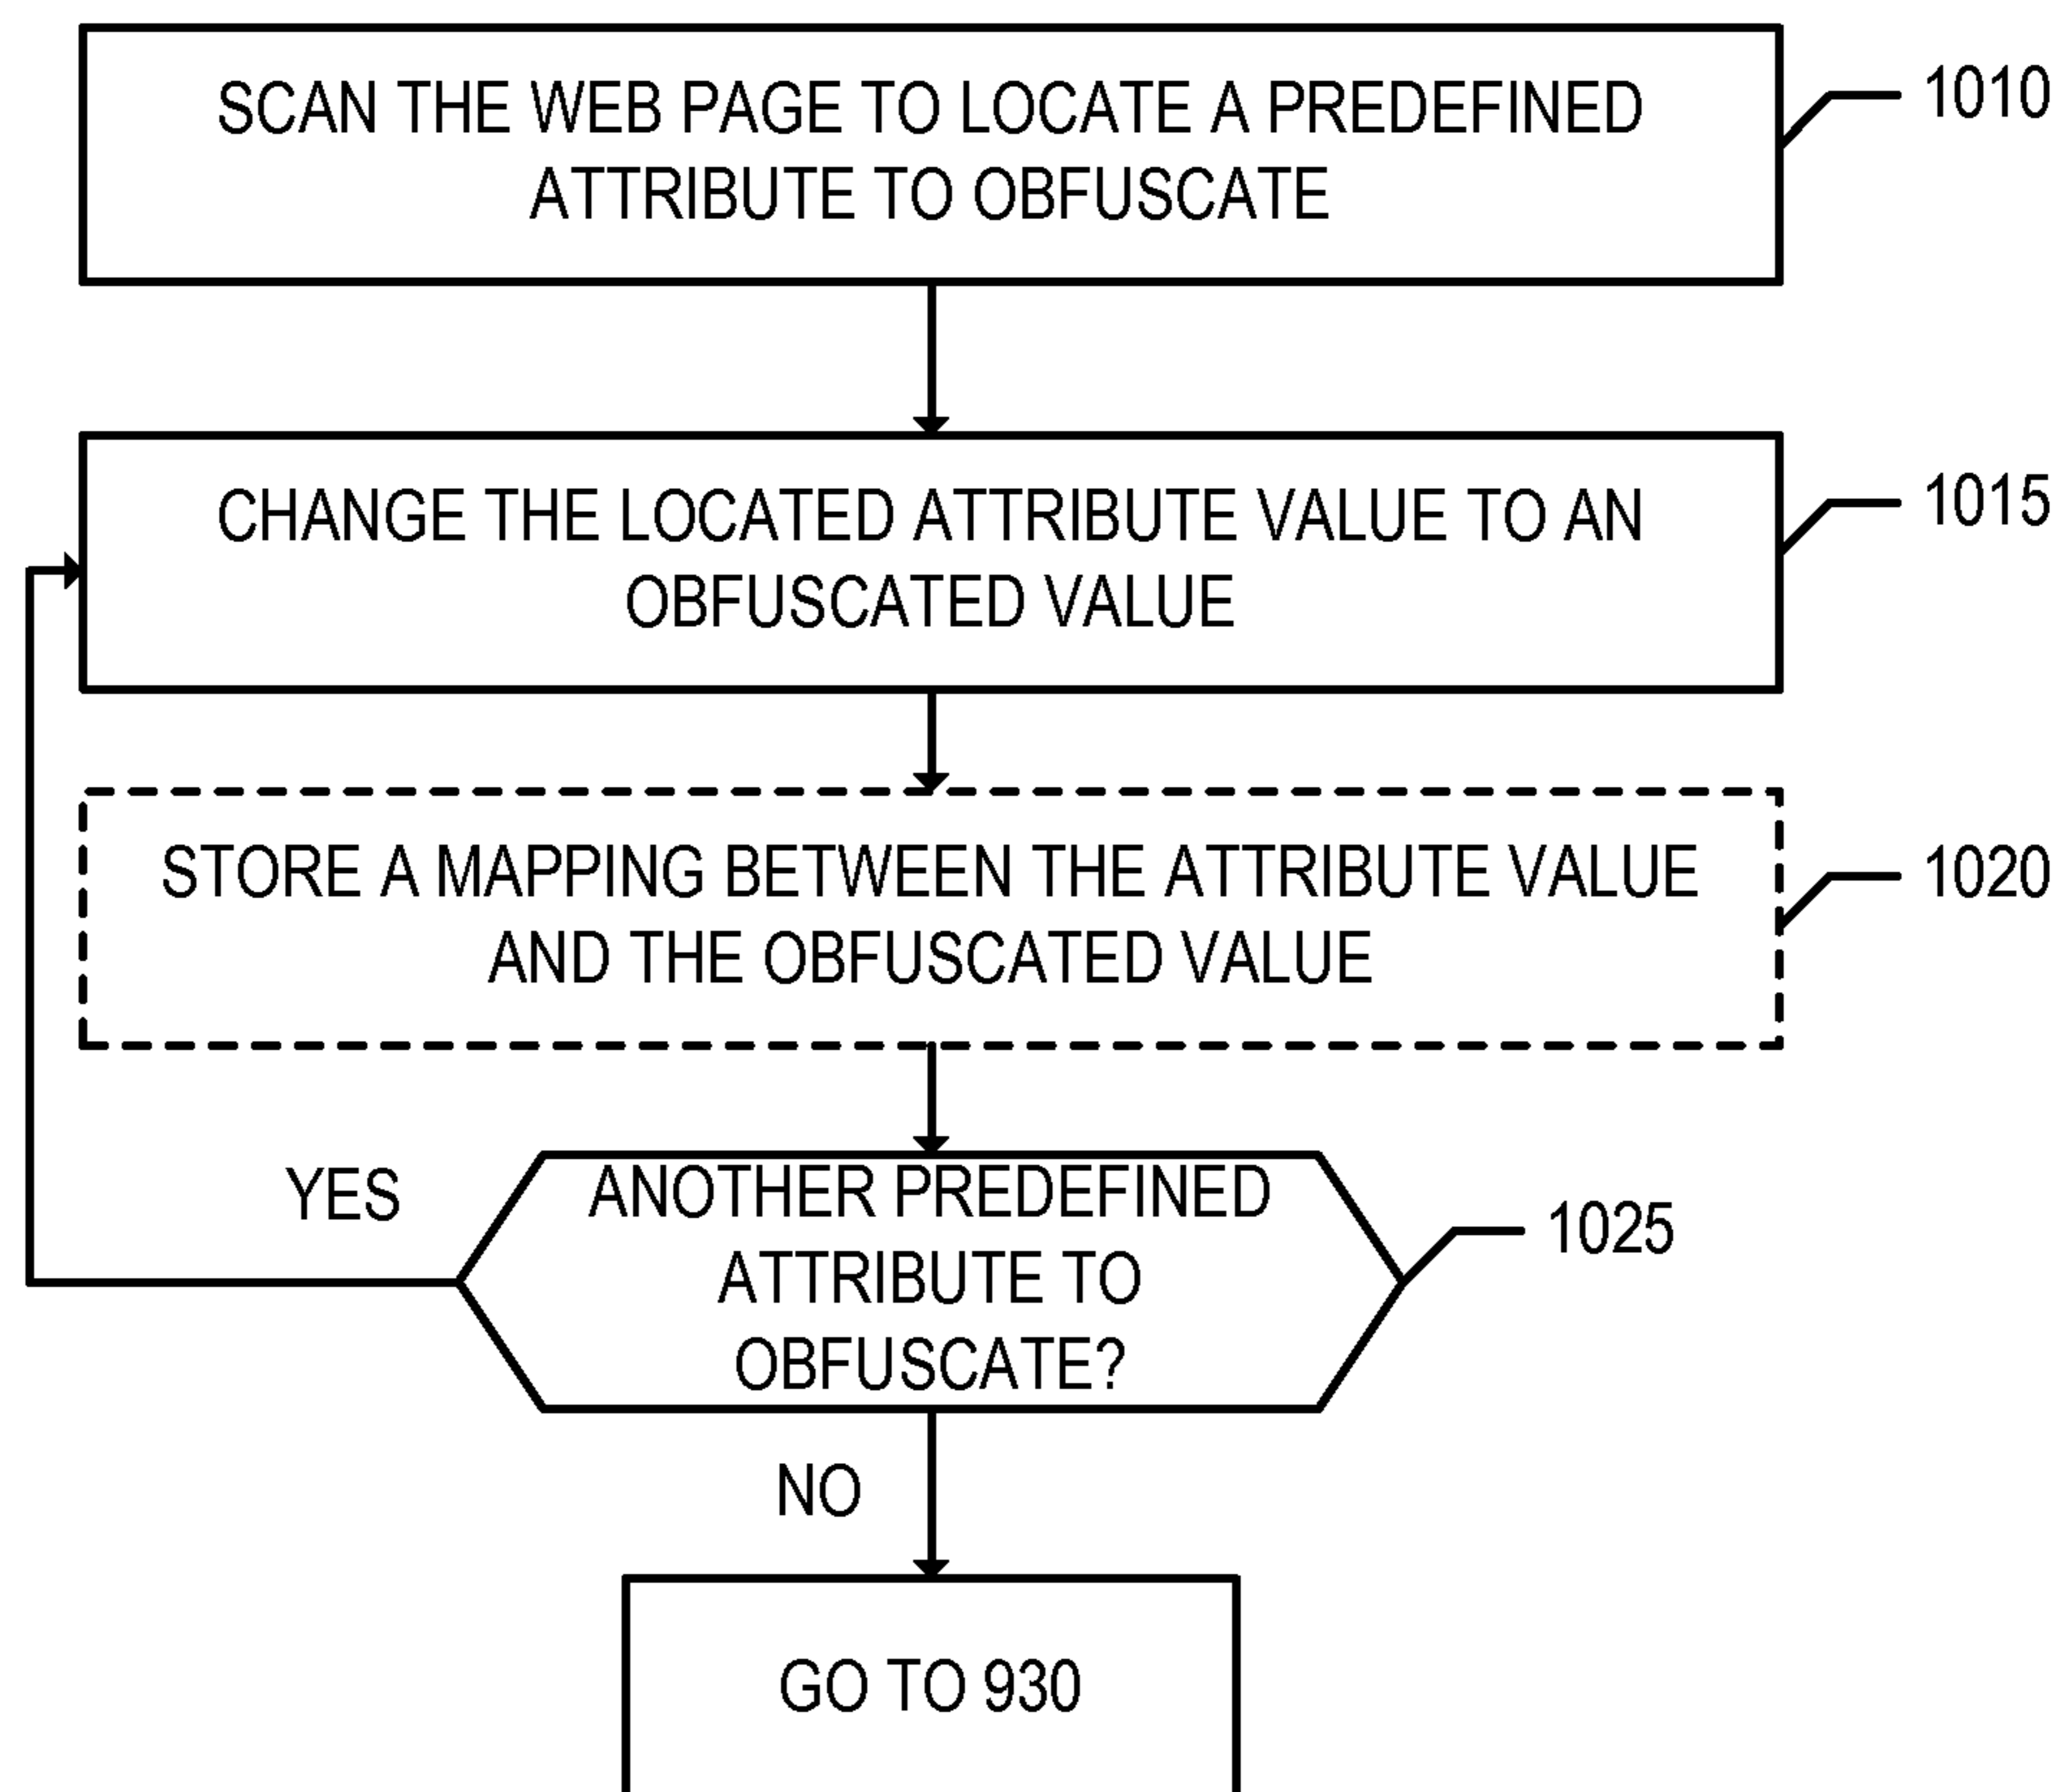 SCAN THE WEB PAGE TO LOCATE A PREDEFINED
ATTRIBUTE TO OBFUSCATE
1010
CHANGE THE LOCATED ATTRIBUTE VALUE TO AN
OBFUSCATED VALUE
1015
STORE A MAPPING BETWEEN THE ATTRIBUTE VALUE
AND THE OBFUSCATED VALUE
1020
YES
ANOTHER PREDEFINED
ATTRIBUTE TO
OBFUSCATE?
1025
NO
GO TO 930